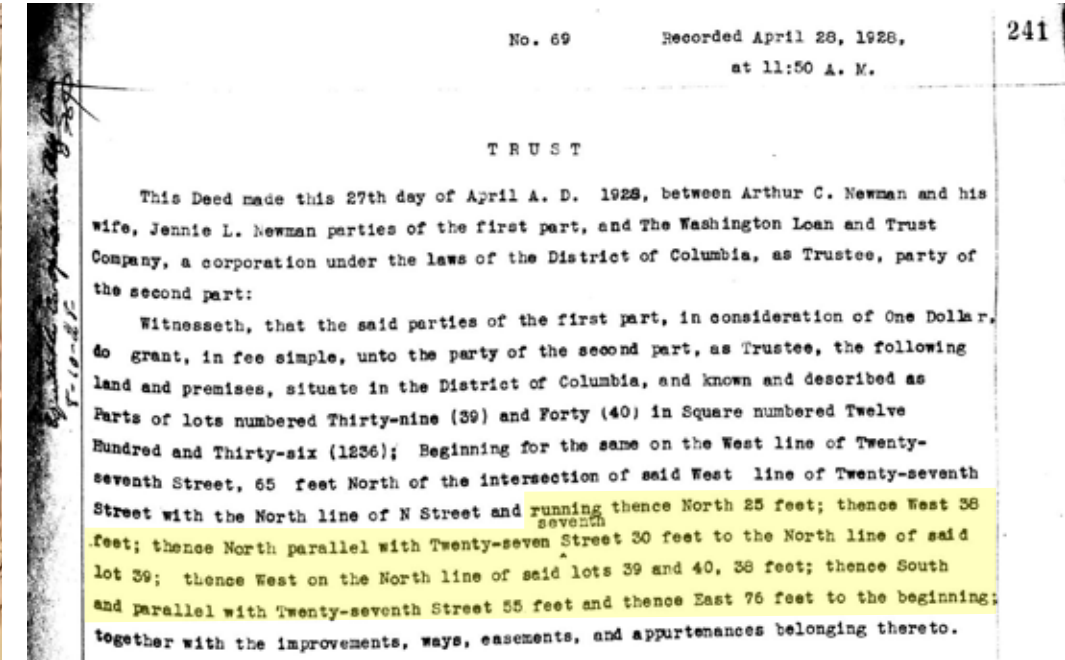 No. 69 Recorded April 28, 1928, 241
at 11:50 A. M.
T R U S T
This Deed made this 27th day of April A. D. 1928, between Arthur C. Newman and his
wife, Jennie L. Newman parties of the first part, and The Washington Loan and Trust
Company, a corporation under the laws of the District of Columbia, as Trustee, party of
the second part:
Witnesseth, that the said parties of the first part, in consideration of One Dollar,
do grant, in fee simple, unto the party of the second part, as Trustee, the following
land and premises, situate in the District of Columbia, and known and described as
Parts of lots numbered Thirty-nine (39) and Forty (40) in Square numbered Twelve
Hundred and Thirty-six (1236); Beginning for the same on the West line of Twenty-
seventh Street, 65 feet North of the intersection of said West line of Twenty-seventh
Street with the North line of N Street and running thence North 25 feet; thence West 38
seventh
feet; thence North parallel with Twenty-seven Street 30 feet to the North line of said
lot 39; thence West on the North line of said lots 39 and 40, 38 feet; thence South
and parallel with Twenty-seventh Street 55 feet and thence East 76 feet to the beginning;
together with the improvements, ways, easements, and appurtenances belonging thereto.